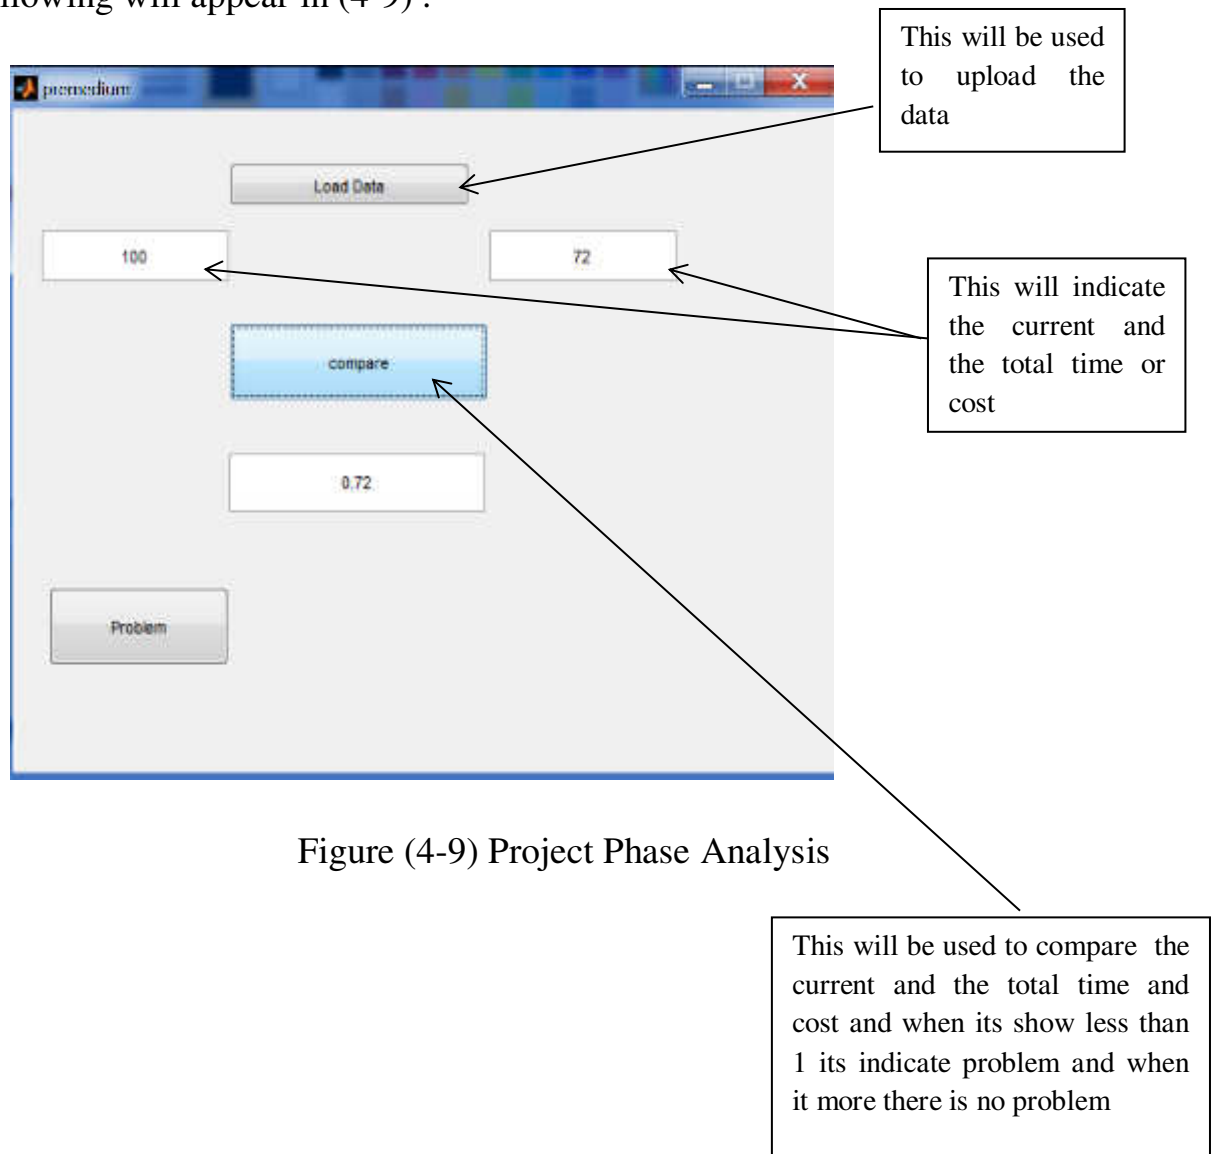 nowing will appear in (4-9) .
This will be used
to upload the
data
premedium
Load Data
100
72
This will indicate
the current and
the total time or
cost
compare
0.72
Problem
Figure (4-9) Project Phase Analysis
This will be used to compare the
current and the total time and
cost and when its show less than
1 its indicate problem and when
it more there is no problem